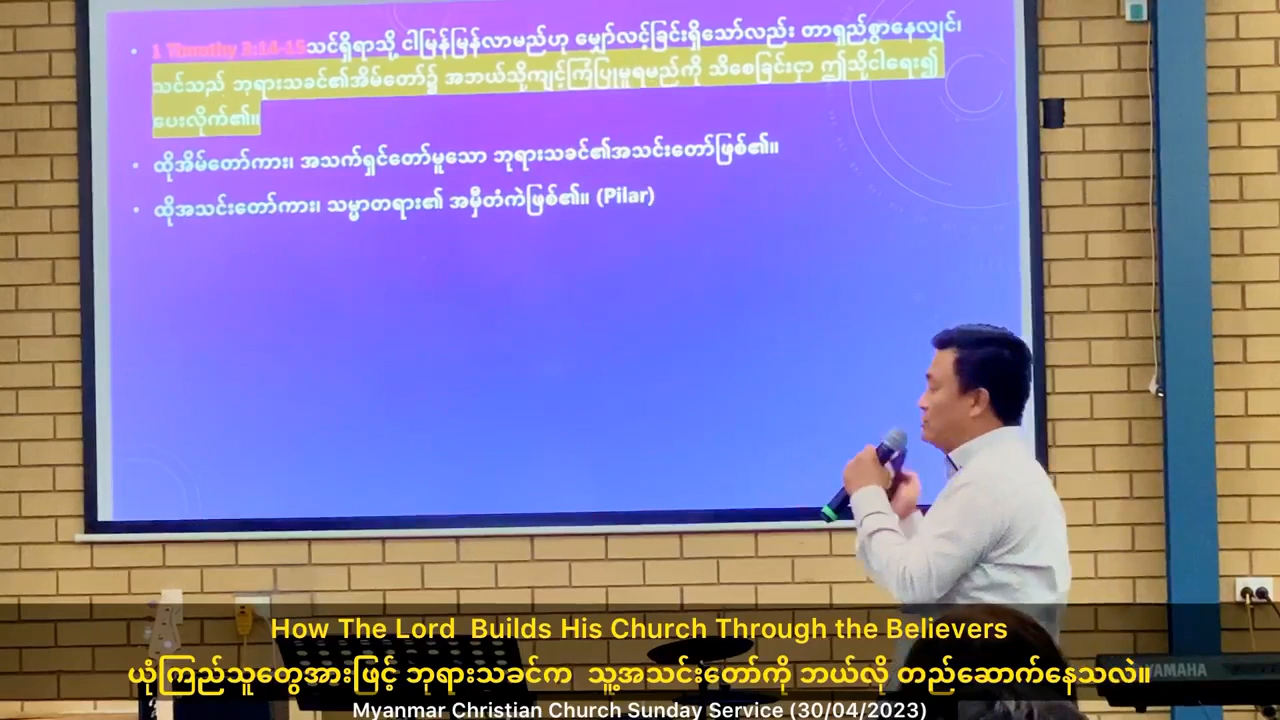 • 1 Timothy 3:14-15သင်ရှိရာသို့ ငါမြန်မြန်လာမည်ဟု မျှော်လင့်ခြင်းရှိသော်လည်း တာရှည်စွာနေလျှင်၊
သင်သည် ဘုရားသခင်၏အိမ်တော်၌ အဘယ်သို့ကျင့်ကြံပြုမူရမည်ကို သိစေခြင်းငှာ ဤသို့ငါရေး၍
ပေးလိုက်၏။
• ထိုအိမ်တော်ကား၊ အသက်ရှင်တော်မူသော ဘုရားသခင်၏အသင်းတော်ဖြစ်၏။
• ထိုအသင်းတော်ကား၊ သမ္မာတရား၏ အမှီတံကဲဖြစ်၏။ (Pilar)
How The Lord Builds His Church Through the Believers
ယုံကြည်သူတွေအားဖြင့် ဘုရားသခင်က သူ့အသင်းတော်ကို ဘယ်လို တည်ဆောက်နေသလဲ။
YAMAHA
Myanmar Christian Church Sunday Service (30/04/2023)